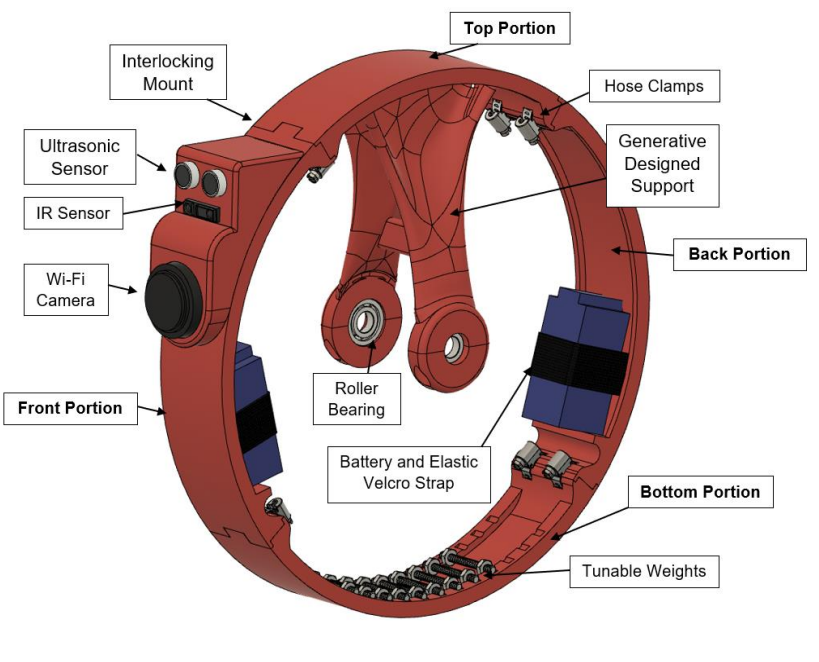 Top Portion
Interlocking
Mount
Hose Clamps
Ultrasonic
Sensor
Generative
Designed
Support
IR Sensor
Back Portion
Wi-Fi
Camera
Roller
Bearing
Front Portion
Battery and Elastic
Velcro Strap
Bottom Portion
Tunable Weights